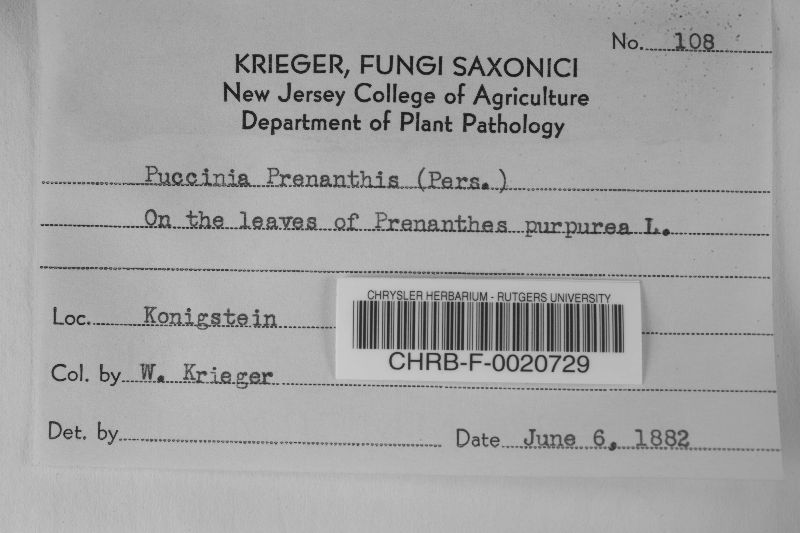 No. 108
KRIEGER, FUNGI SAXONICI
New Jersey College of Agriculture
Department of Plant Pathology
Puccinia Prenanthis (Pers.)
On the leaves of Prenanthes purpurea L.
Loc. Konigstein
CHRYSLER HERBARIUM - RUTGERS UNIVERSITY
CHRB-F-0020729
Col. by W. Krieger
Det. by
Date June 6, 1882